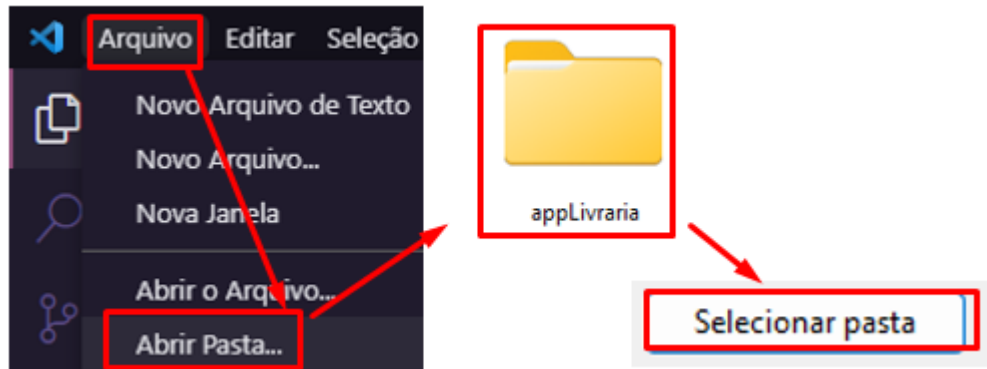 Arquivo Editar Seleção
Novo Arquivo de Texto
Novo Arquivo...
Nova Janela
Abrir o Arquivo...
Abrir Pasta...
appLivraria
Selecionar pasta